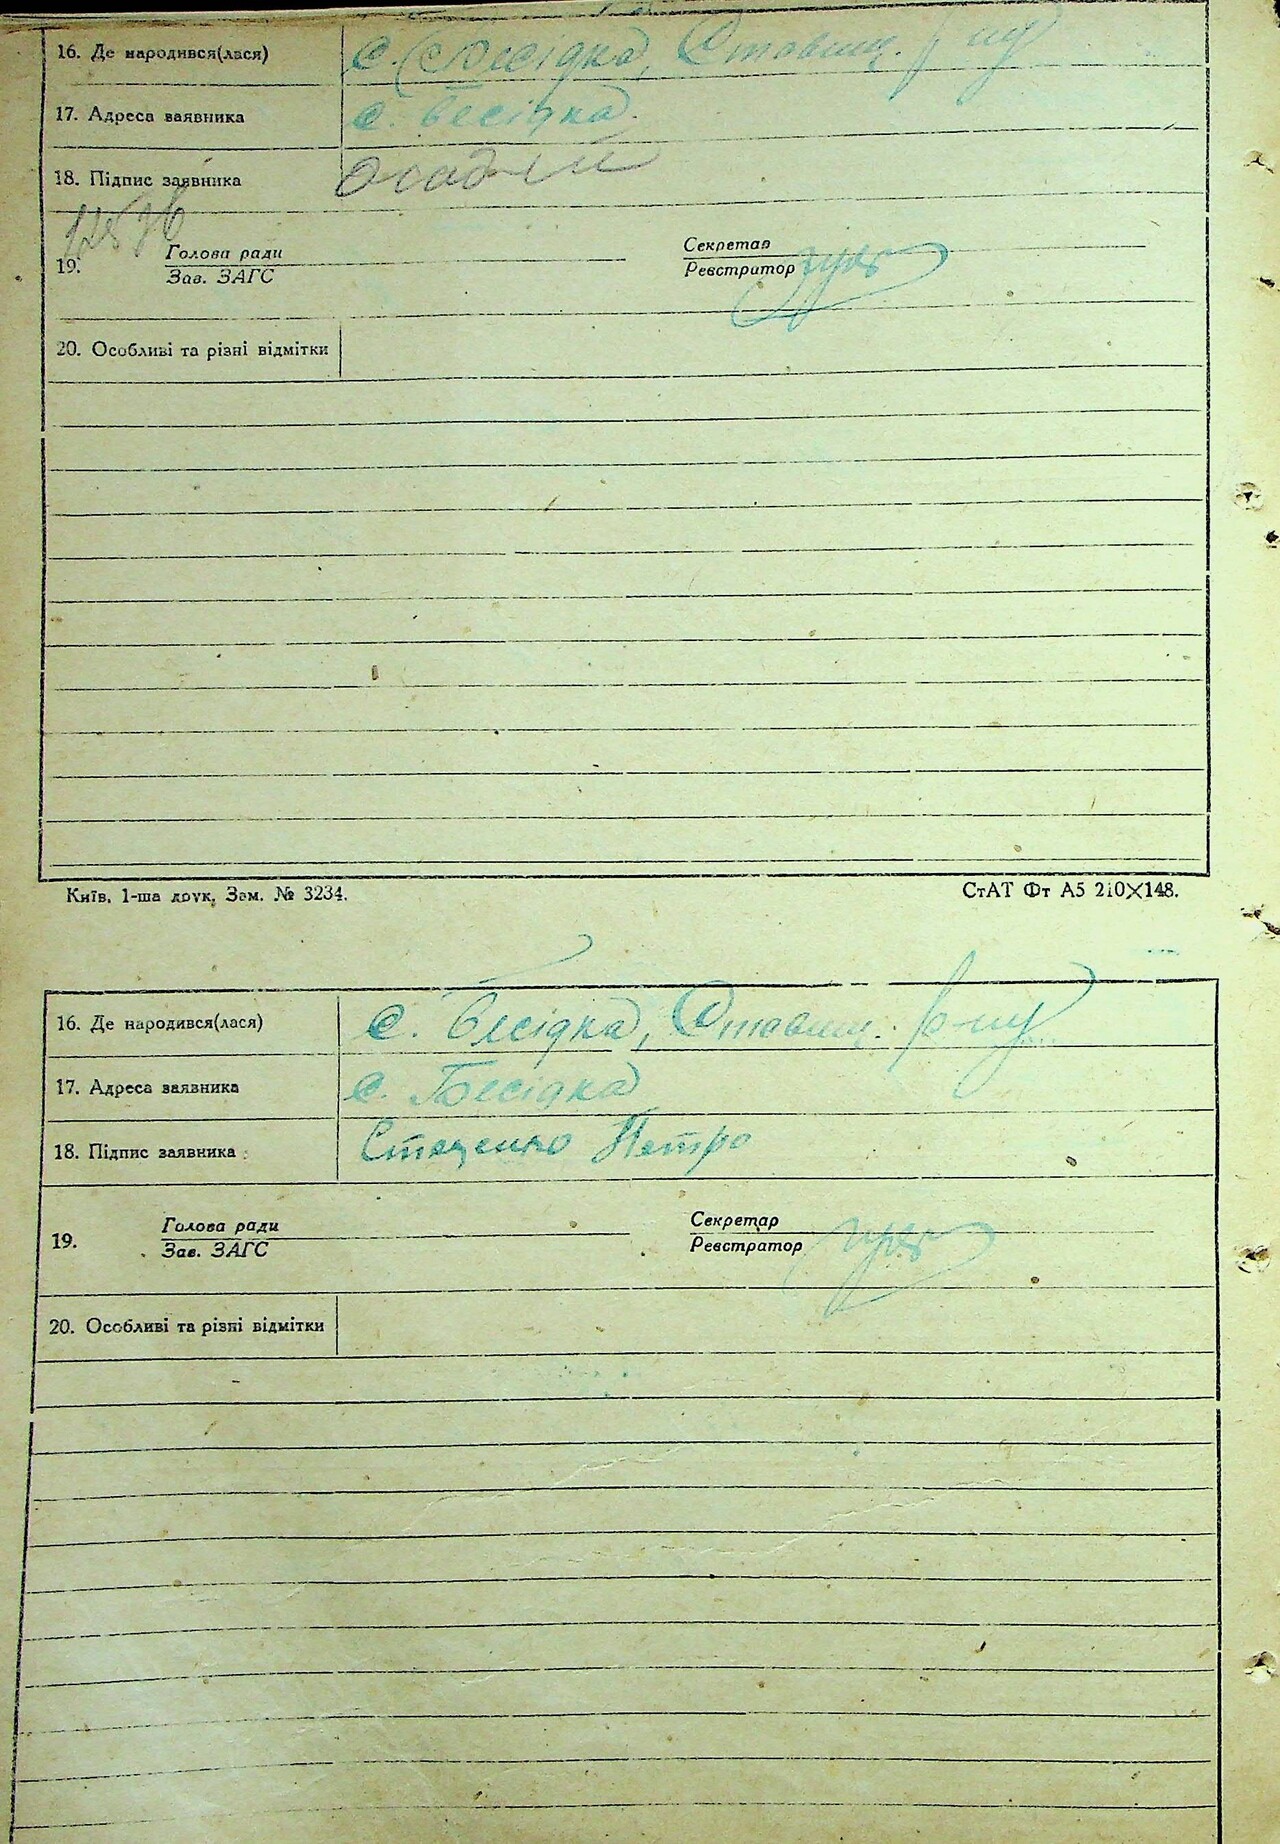 16. Де народився(лася) с. Бесідка, Ставищ. р-ну
17. Адреса заявника с. Бесідка.
18. Підпис заявника
19. Голова ради Секретар
Зав. ЗАГС Реєстратор
20. Особливі та різні відмітки
Київ, 1-ша друк. Зам. № 3234. СтАТ Фт А5 210×148.
16. Де народився(лася) с. Бесідка, Ставищ. р-ну
17. Адреса заявника с. Бесідка
18. Підпис заявника Стаценко Петро
19. Голова ради Секретар
Зав. ЗАГС Реєстратор
20. Особливі та різні відмітки